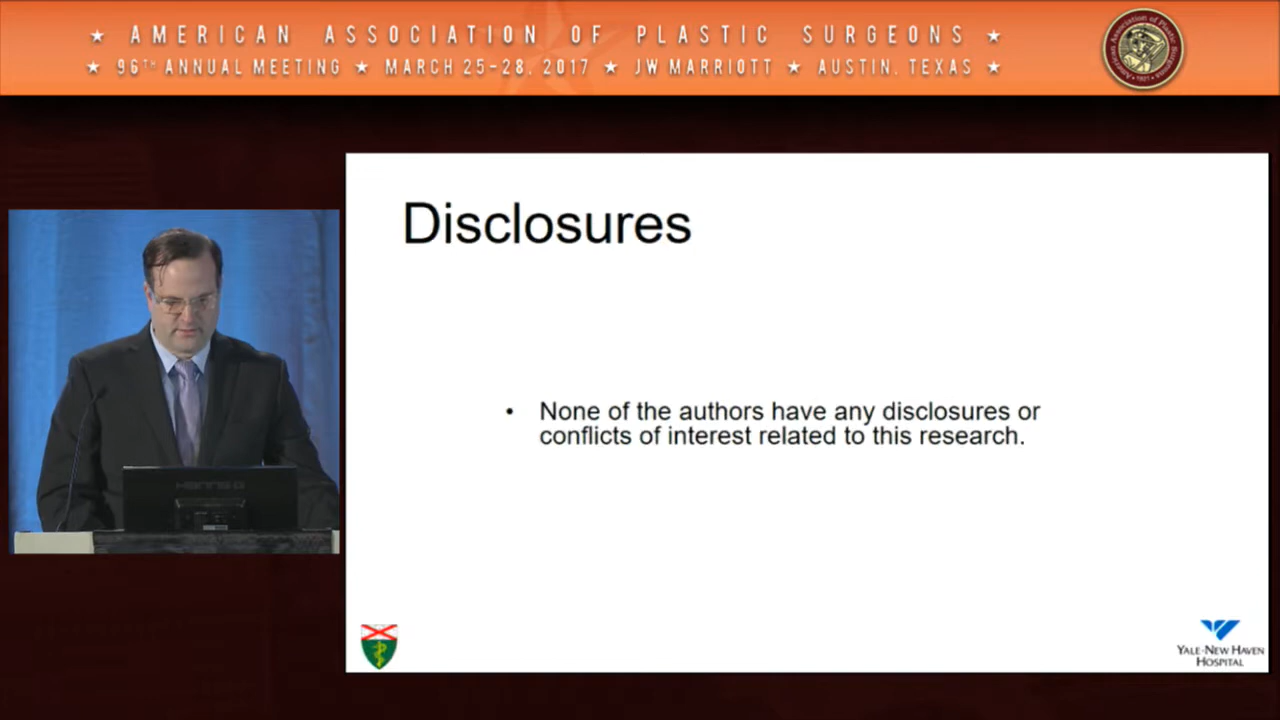 ★ AMERICAN ASSOCIATION OF PLASTIC SURGEONS ★
★ 96TH ANNUAL MEETING ★ MARCH 25-28, 2017 ★ JW MARRIOTT ★ AUSTIN, TEXAS ★
Disclosures
• None of the authors have any disclosures or
conflicts of interest related to this research.
YALE-NEW HAVEN
HOSPITAL